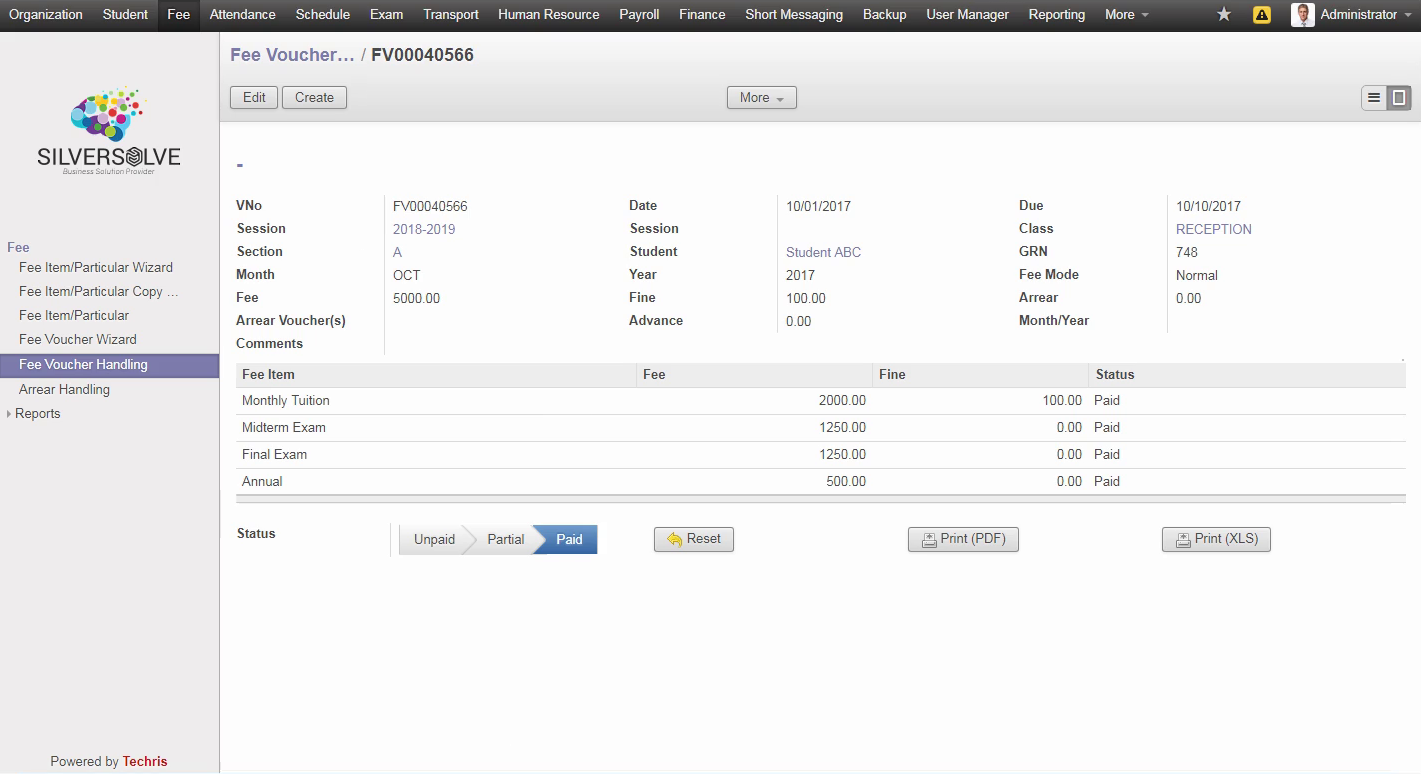 Organization Student Fee Attendance Schedule Exam Transport Human Resource Payroll Finance Short Messaging Backup User Manager Reporting More Administrator
Fee Voucher… / FV00040566
Edit Create More
SILVERSOLVE
Business Solution Provider
-
VNo FV00040566 Date 10/01/2017 Due 10/10/2017
Session 2018-2019 Session Class RECEPTION
Section A Student Student ABC GRN 748
Month OCT Year 2017 Fee Mode Normal
Fee 5000.00 Fine 100.00 Arrear 0.00
Arrear Voucher(s) Advance 0.00 Month/Year
Comments
Fee
Fee Item/Particular Wizard
Fee Item/Particular Copy ...
Fee Item/Particular
Fee Voucher Wizard
Fee Voucher Handling
Arrear Handling
Reports
Fee Item Fee Fine Status
Monthly Tuition 2000.00 100.00 Paid
Midterm Exam 1250.00 0.00 Paid
Final Exam 1250.00 0.00 Paid
Annual 500.00 0.00 Paid
Status Unpaid Partial Paid Reset Print (PDF) Print (XLS)
Powered by Techris